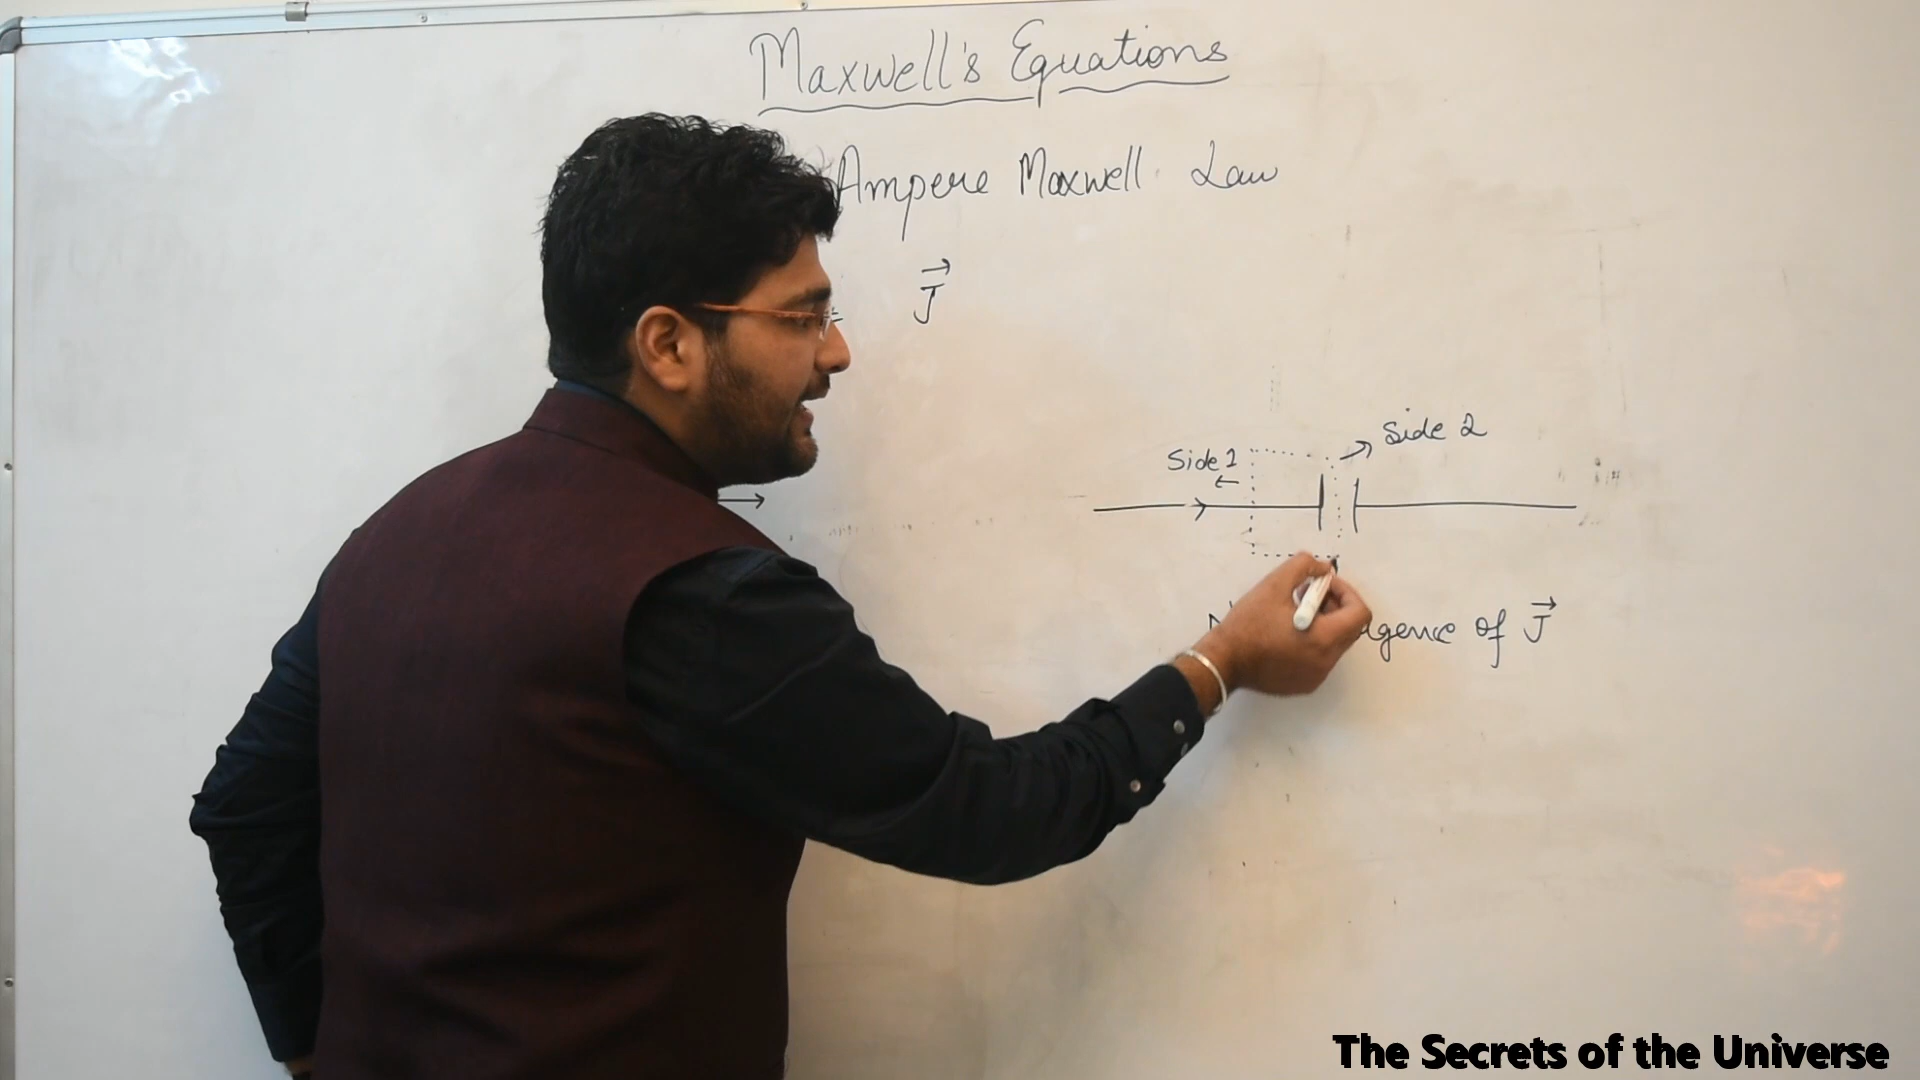 Maxwell's Equations
Ampere Maxwell Law
= J
Side 2
Side 1
of J
The Secrets of the Universe